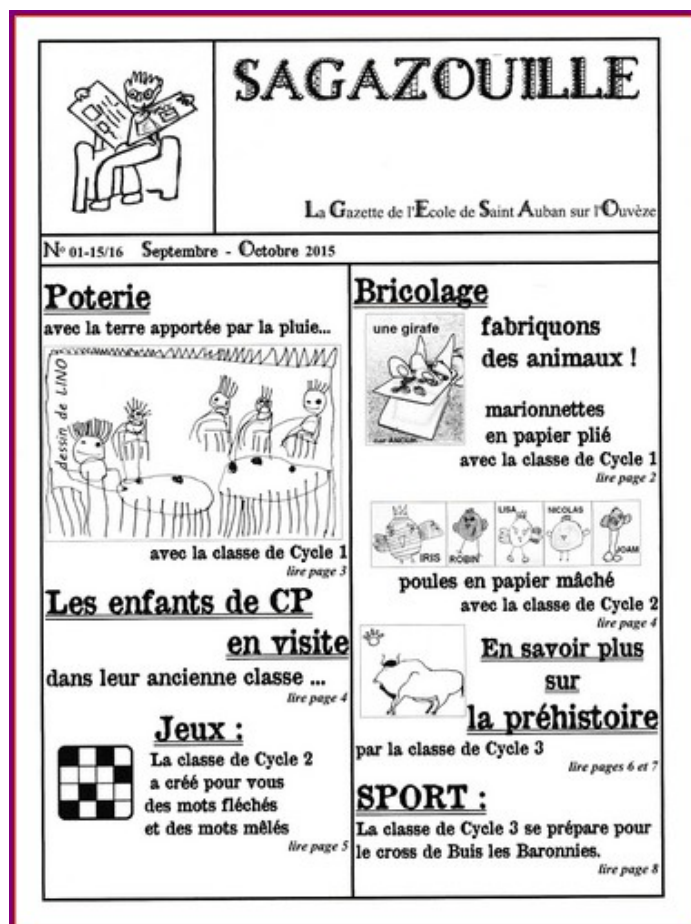 SAGAZOUILLE
La Gazette de l'Ecole de Saint Auban sur l'Ouvèze
N° 01-15/16 Septembre - Octobre 2015
Poterie
avec la terre apportée par la pluie...
dessin de LINO
avec la classe de Cycle 1
lire page 3
Les enfants de CP
en visite
dans leur ancienne classe ...
lire page 4
Jeux :
La classe de Cycle 2
a créé pour vous
des mots fléchés
et des mots mêlés
lire page 5
Bricolage
une girafe
par ANOUK
fabriquons
des animaux !
marionnettes
en papier plié
avec la classe de Cycle 1
lire page 2
IRIS
ROBIN
LISA
NICOLAS
JOAM
poules en papier mâché
avec la classe de Cycle 2
lire page 4
En savoir plus
sur
la préhistoire
par la classe de Cycle 3
lire pages 6 et 7
SPORT :
La classe de Cycle 3 se prépare pour
le cross de Buis les Baronnies.
lire page 8